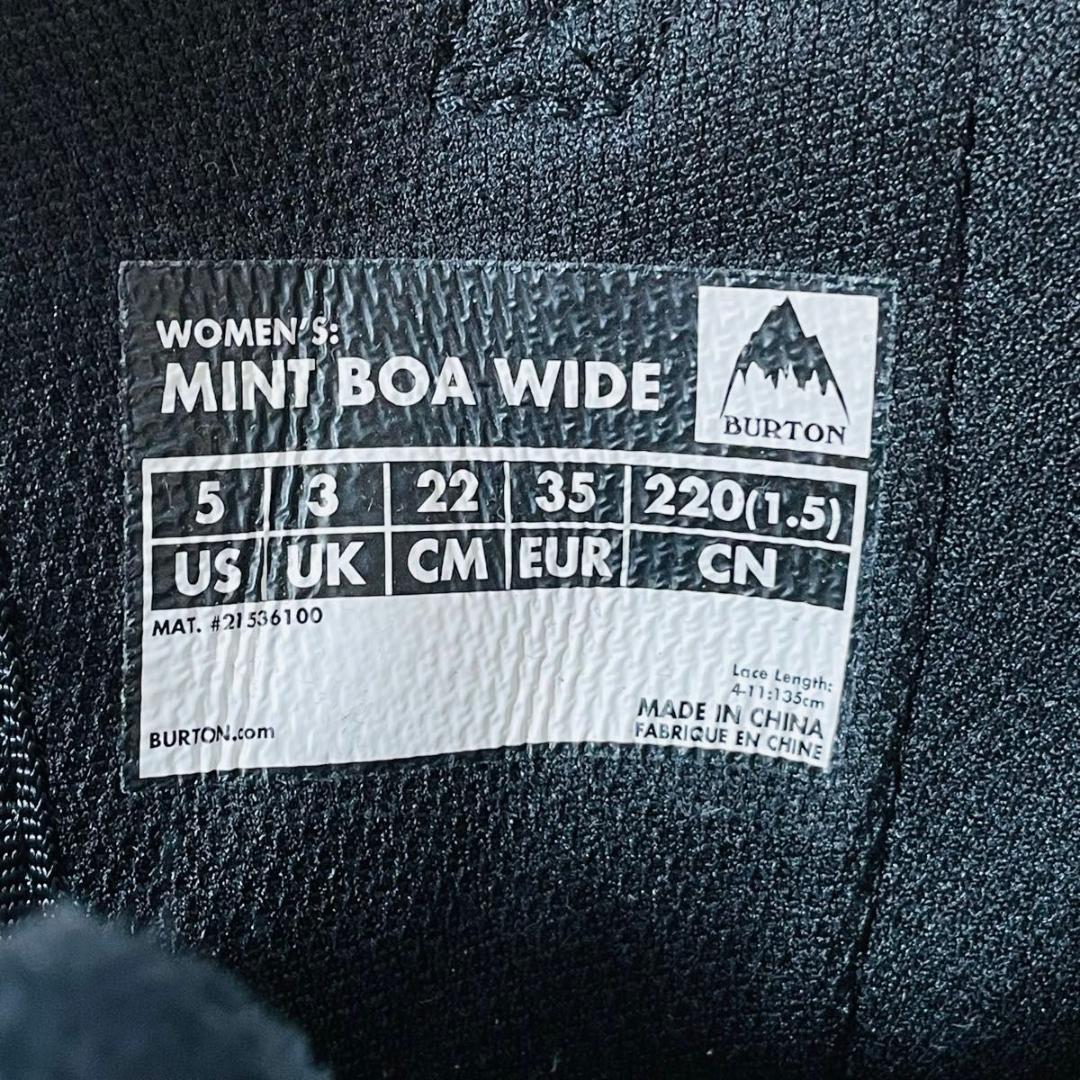 WOMEN'S:
MINT BOA WIDE
BURTON
5 3 22 35 220(1.5)
US UK CM EUR CN
MAT. #21536100
Lace Length:
4-11:135cm
MADE IN CHINA
FABRIQUE EN CHINE
BURTON.com